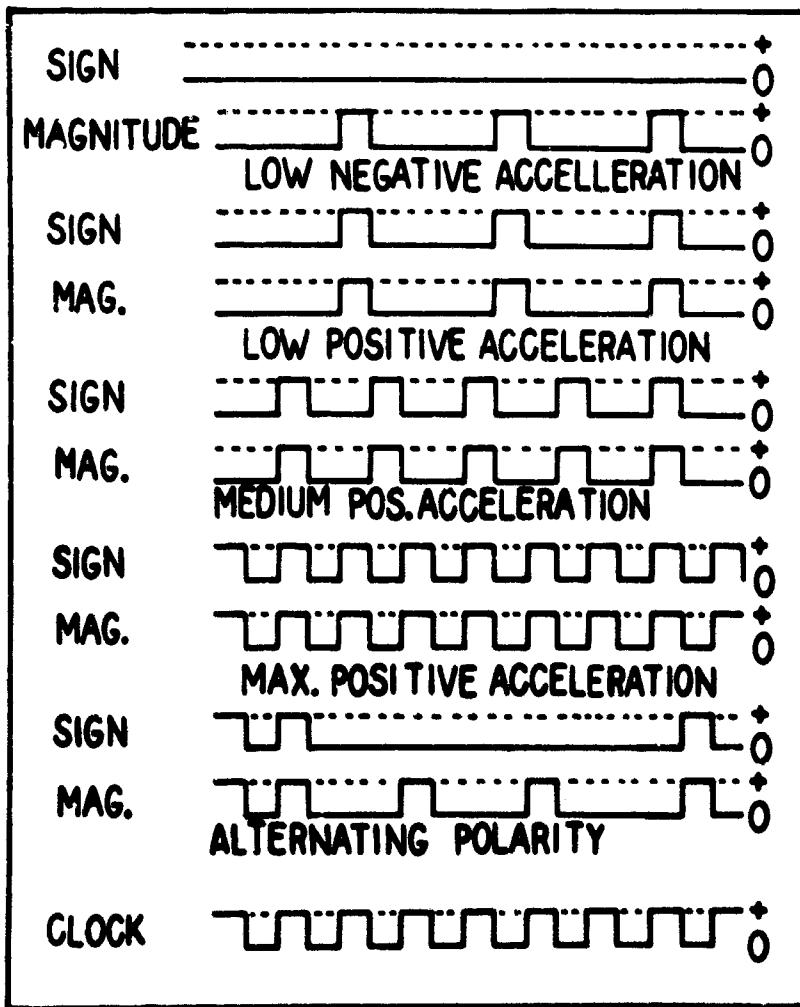 +
SIGN 0
+
MAGNITUDE 0
LOW NEGATIVE ACCELLERATION
+
SIGN 0
+
MAG. 0
LOW POSITIVE ACCELERATION
+
SIGN 0
+
MAG. 0
MEDIUM POS. ACCELERATION
+
SIGN 0
+
MAG. 0
MAX. POSITIVE ACCELERATION
+
SIGN 0
+
MAG. 0
ALTERNATING POLARITY
+
CLOCK 0